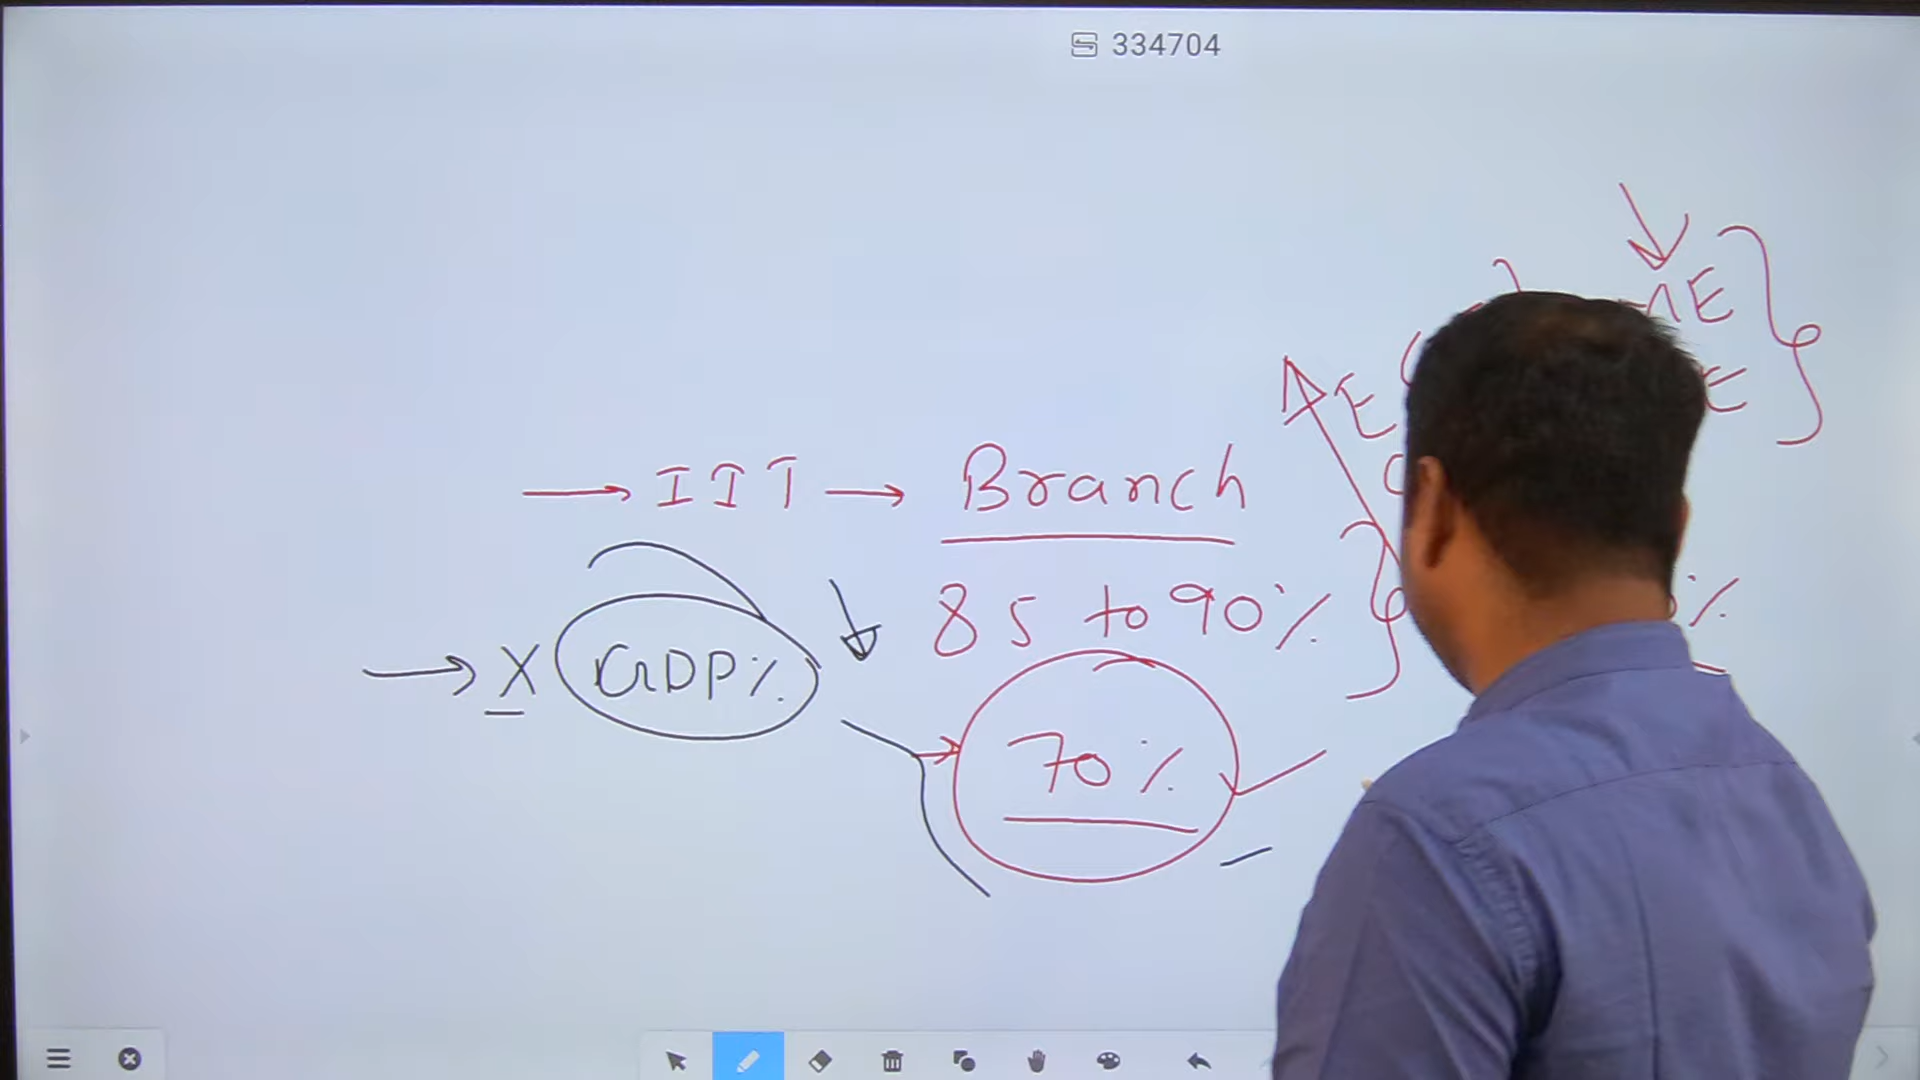 334704
→ IIT → Branch
85 to 90%
→ X GDP%
70%